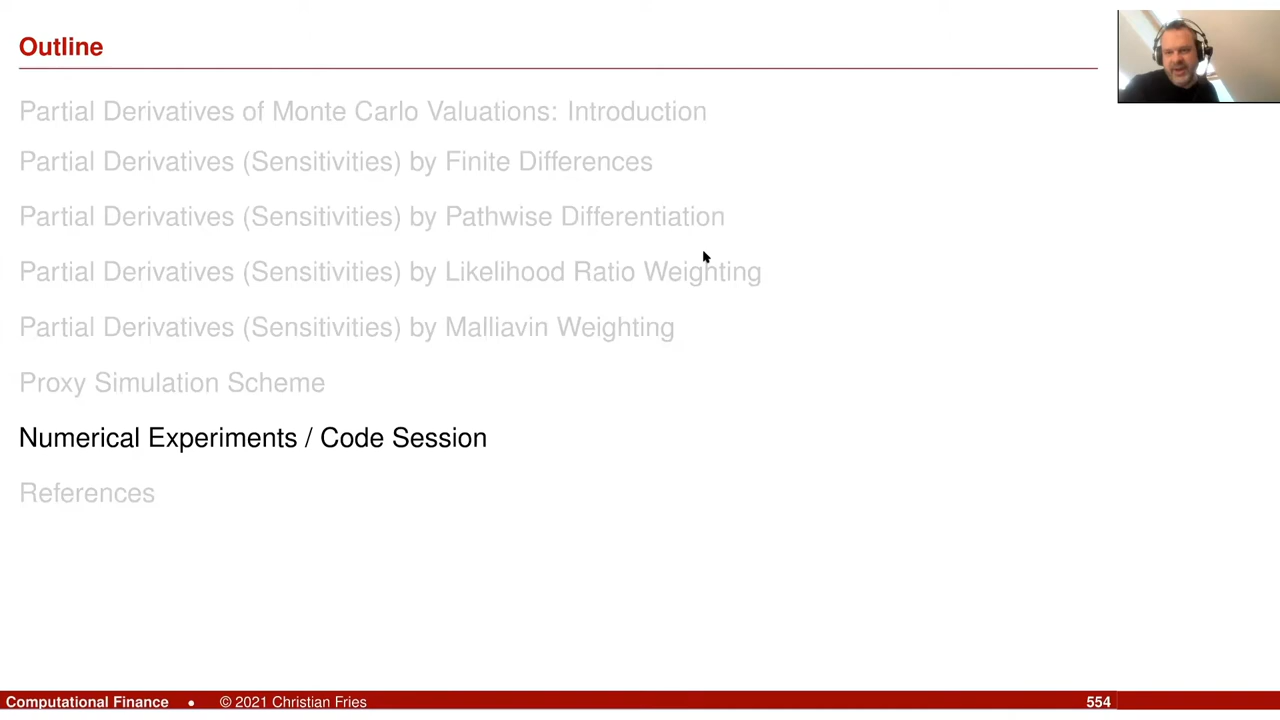 Outline
Partial Derivatives of Monte Carlo Valuations: Introduction
Partial Derivatives (Sensitivities) by Finite Differences
Partial Derivatives (Sensitivities) by Pathwise Differentiation
Partial Derivatives (Sensitivities) by Likelihood Ratio Weighting
Partial Derivatives (Sensitivities) by Malliavin Weighting
Proxy Simulation Scheme
Numerical Experiments / Code Session
References
Computational Finance • © 2021 Christian Fries 554